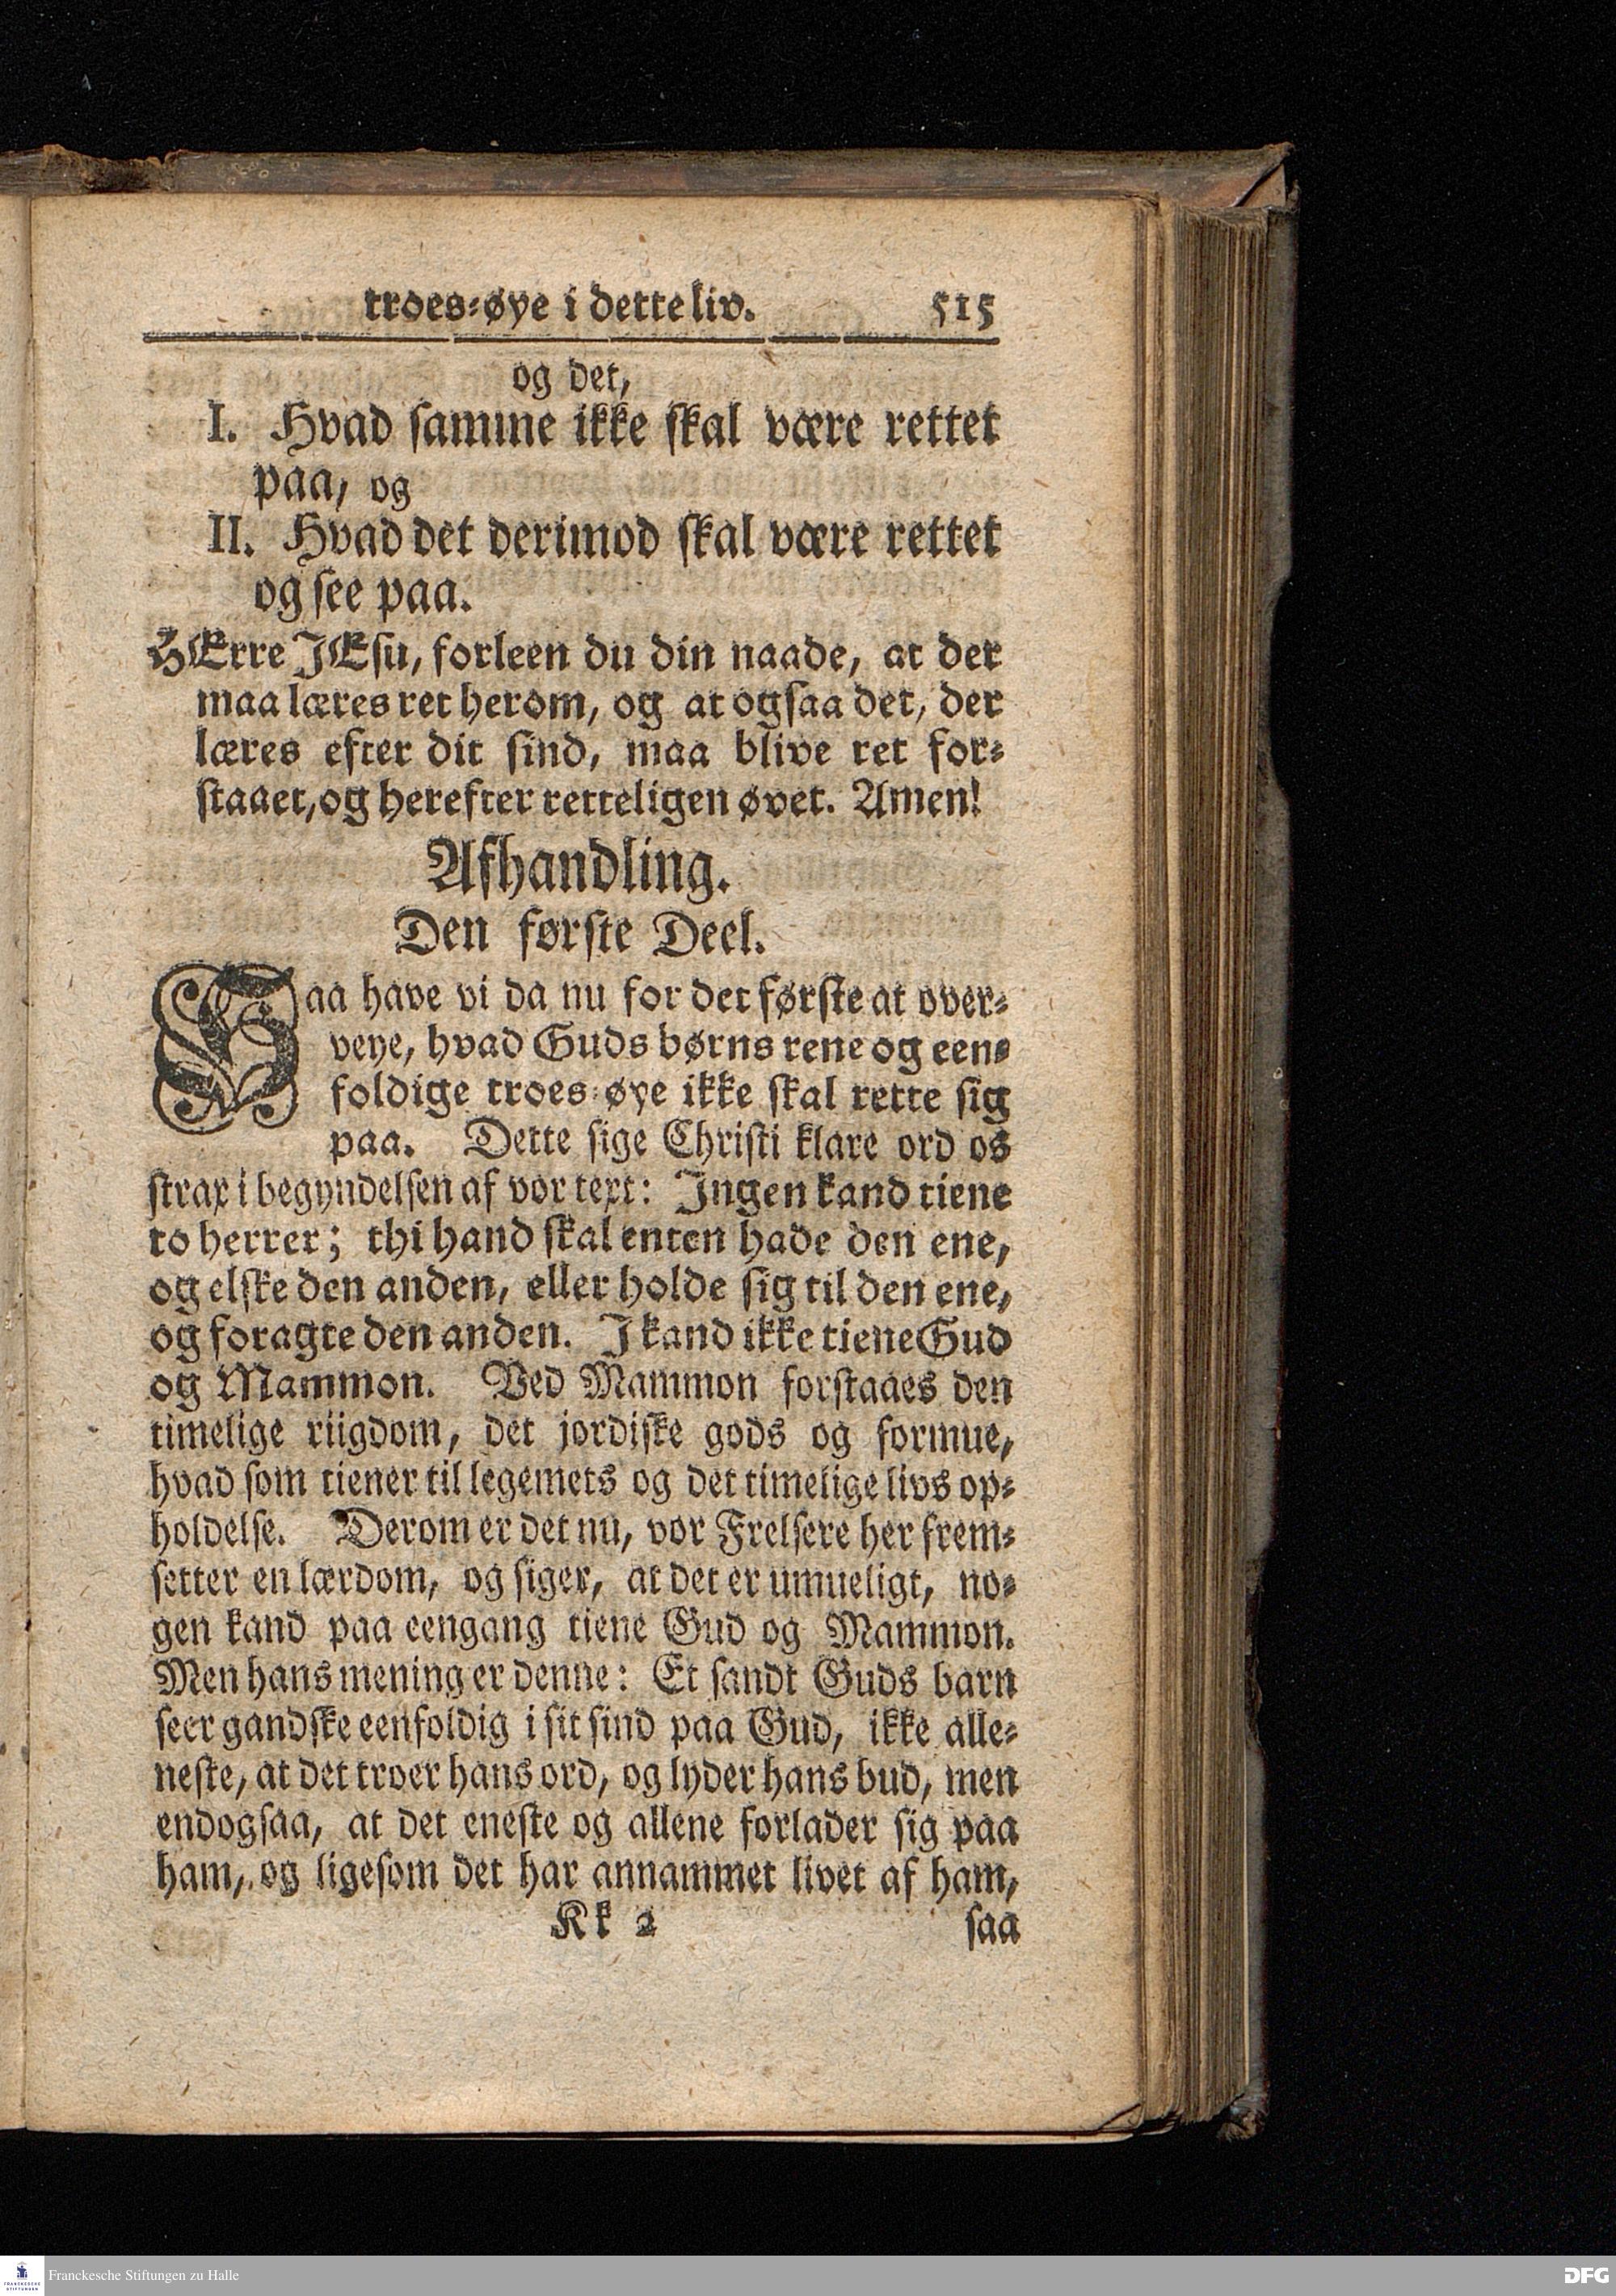 troes-øye i dette liv. 515
og det,
I. Hvad samme ikke skal være rettet
paa, og
II. Hvad det derimod skal være rettet
og see paa.
HErre JEsu, forleen du din naade, at der
maa læres ret herom, og at ogsaa det, der
læres efter dit sind, maa blive ret for-
staaet, og herefter retteligen øvet. Amen!
Afhandling.
Den første Deel.
Saa have vi da nu for det første at over-
veye, hvad Guds børns rene og een-
foldige troes-øye ikke skal rette sig
paa. Dette sige Christi klare ord os
strax i begyndelsen af vor text: Ingen kand tiene
to herrer; thi hand skal enten hade den ene,
og elske den anden, eller holde sig til den ene,
og foragte den anden. I kand ikke tiene Gud
og Mammon. Ved Mammon forstaaes den
timelige riigdom, det jordiske gods og formue,
hvad som tiener til legemets og det timelige livs op-
holdelse. Derom er det nu, vor Frelsere her frem-
setter en lærdom, og siger, at det er umueligt, no-
gen kand paa eengang tiene Gud og Mammon.
Men hans mening er denne: Et sandt Guds barn
seer gandske eenfoldig i sit sind paa Gud, ikke alle-
neste, at det troer hans ord, og lyder hans bud, men
endogsaa, at det eneste og allene forlader sig paa
ham, og ligesom det har annammet livet af ham,
Kk 2 saa
FRANCKESCHE
STIFTUNGEN
Franckesche Stiftungen zu Halle
DFG